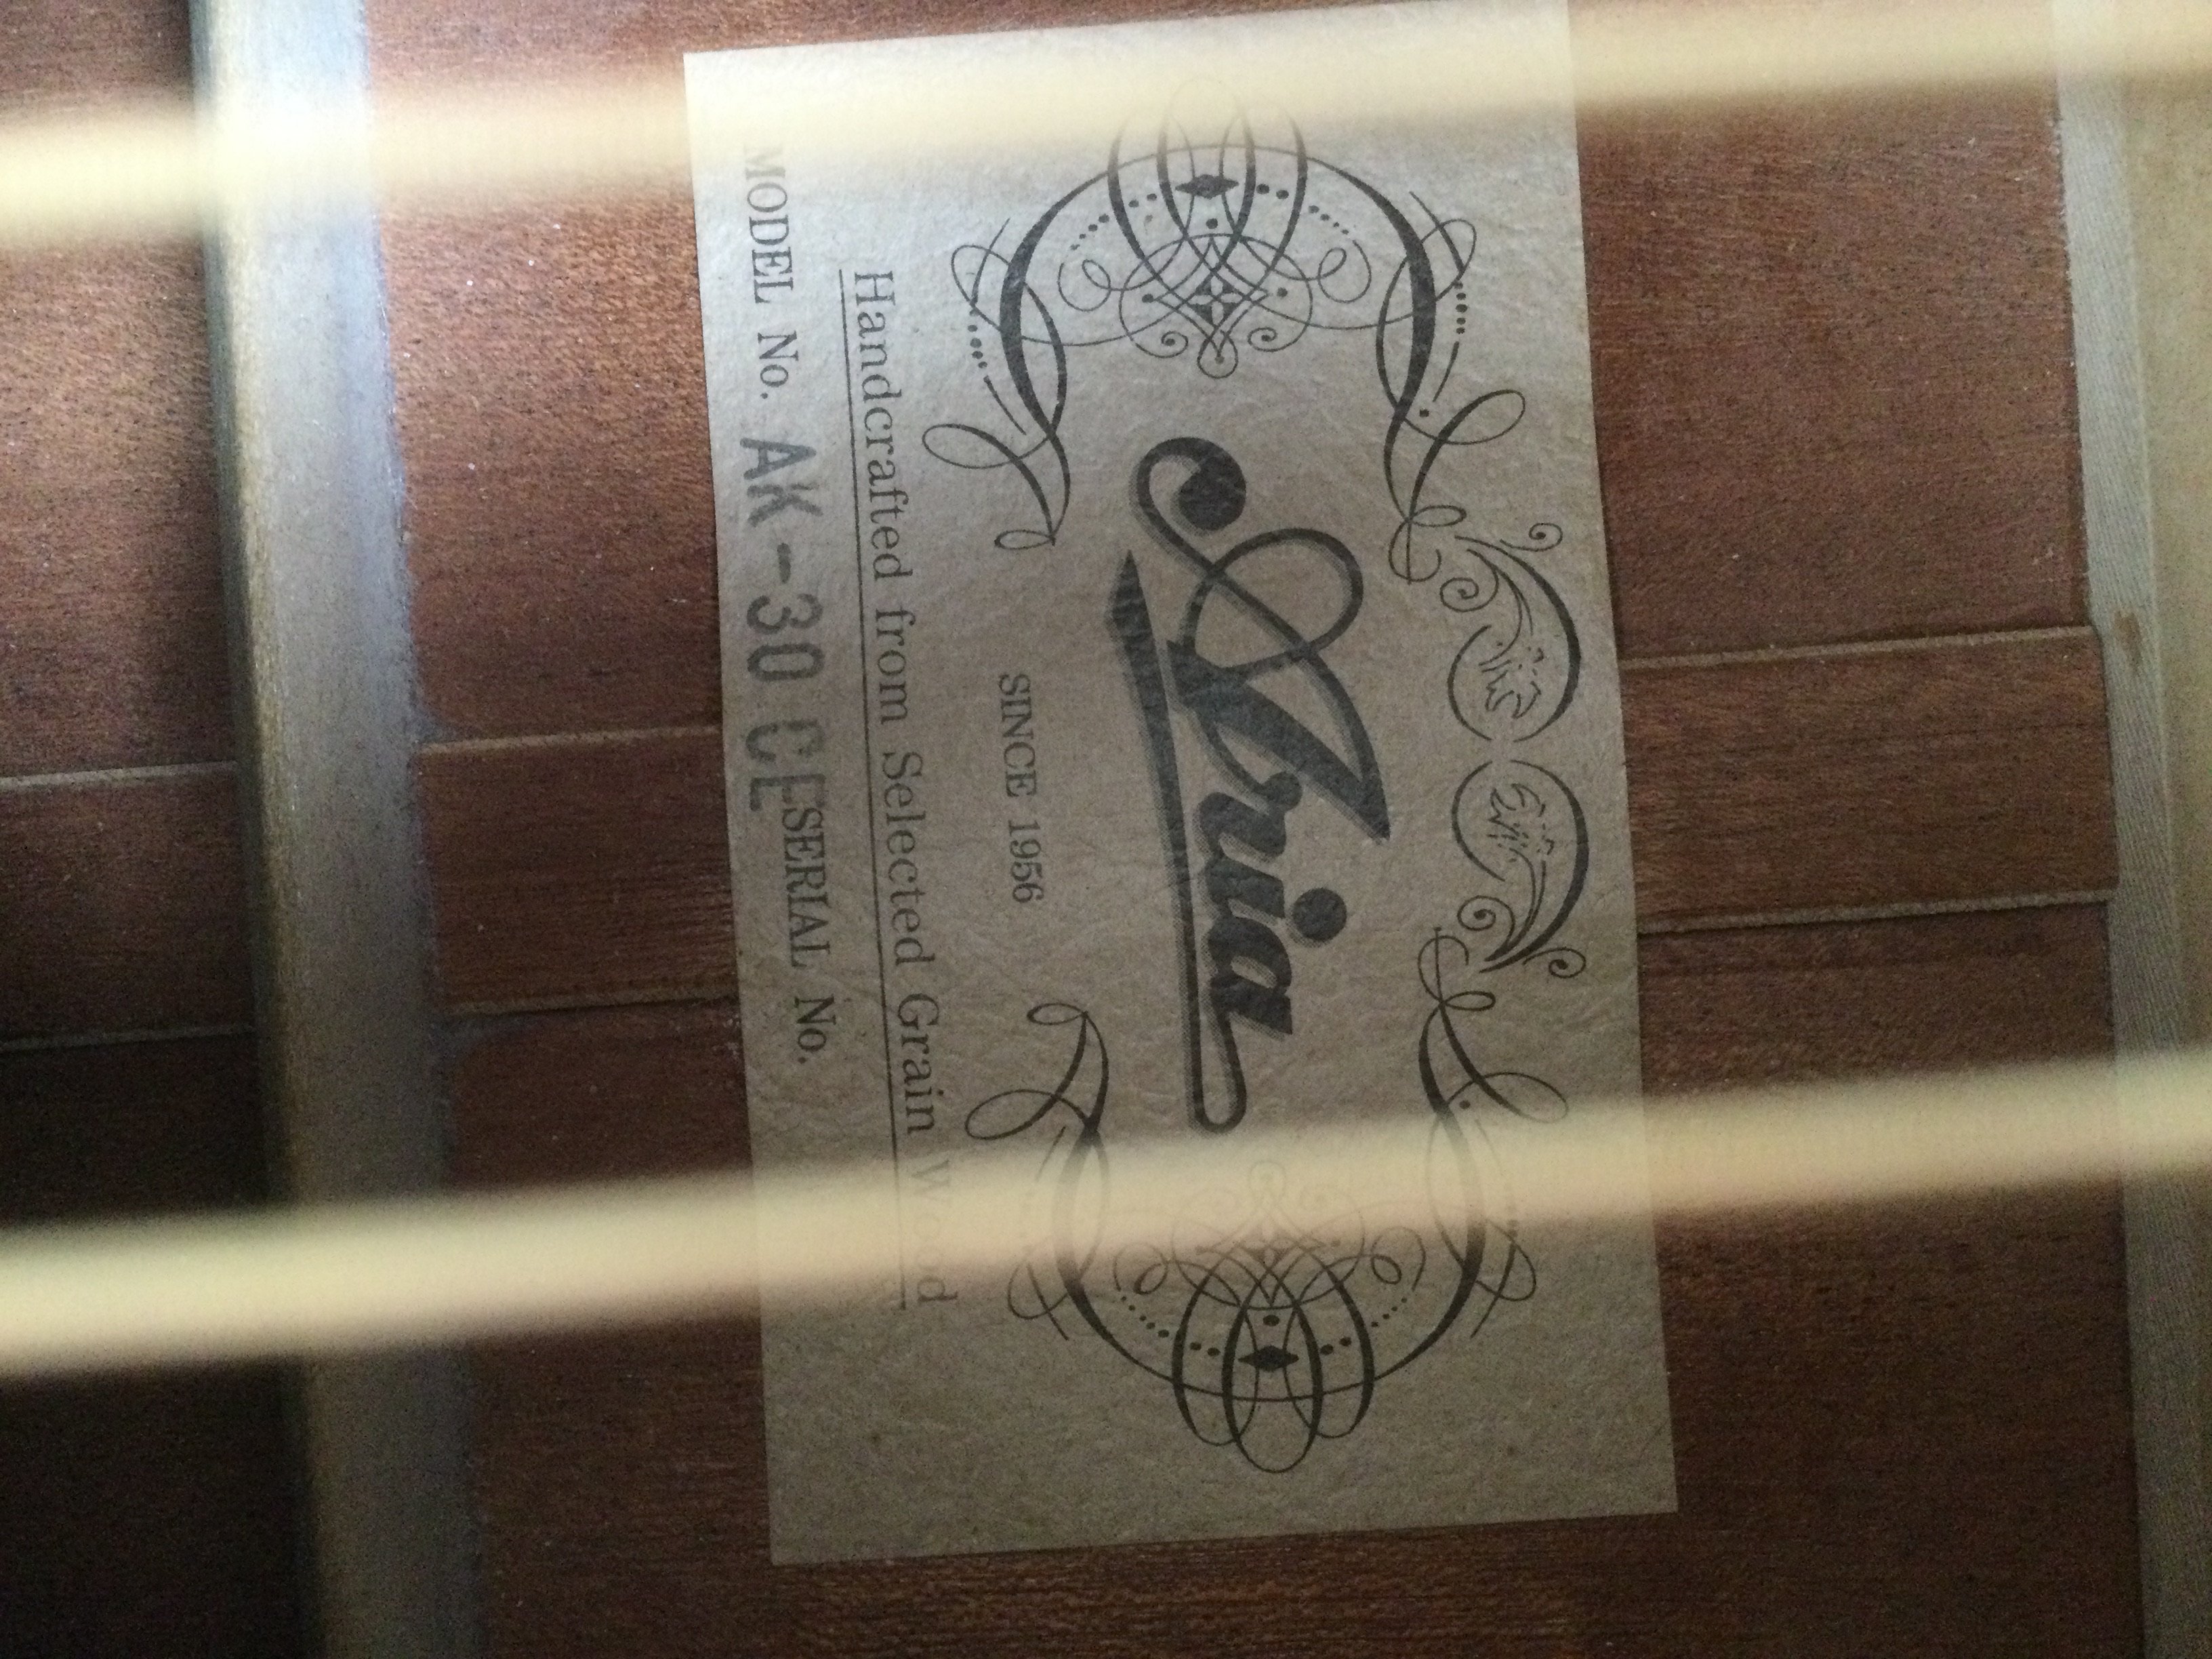 Aria
SINCE 1956
Handcrafted from Selected Grain Wood
MODEL No. AK-30 CE SERIAL No.